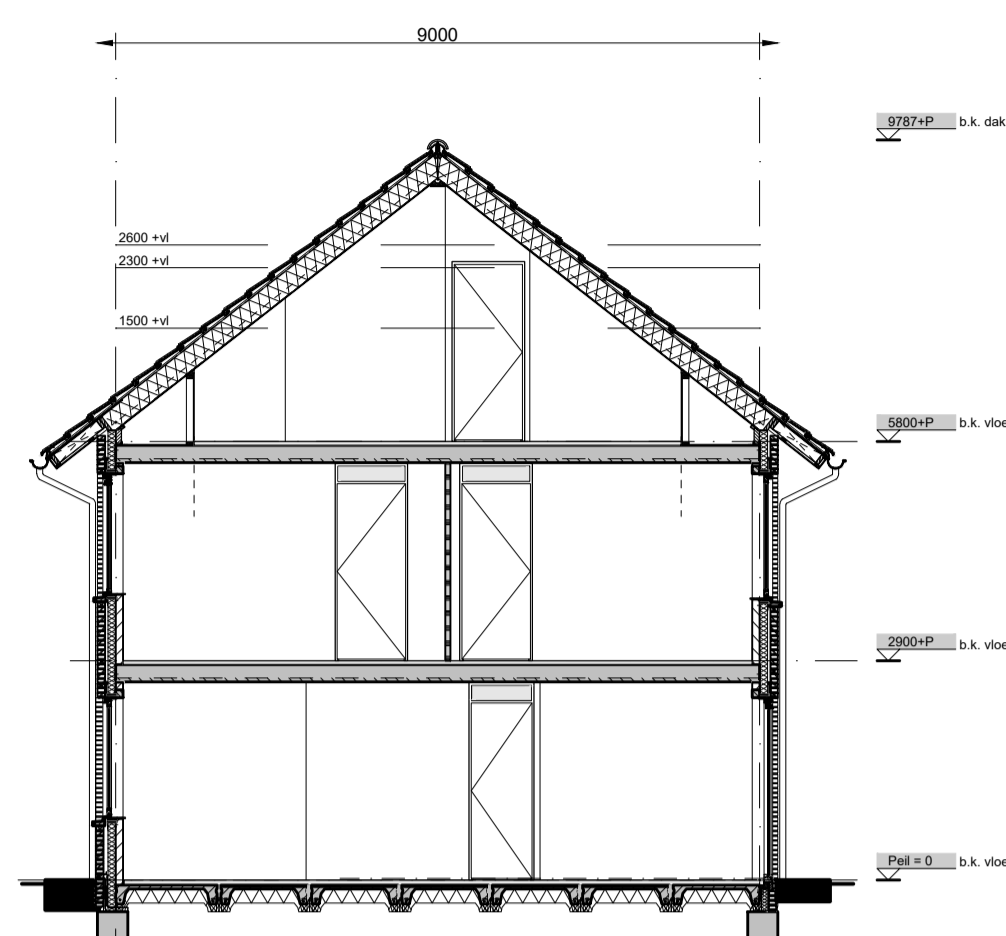 9000
9787+P b.k. dak
2600 +vl
2300 +vl
1500 +vl
5800+P b.k. vloe
2900+P b.k. vloe
Peil = 0 b.k. vloe